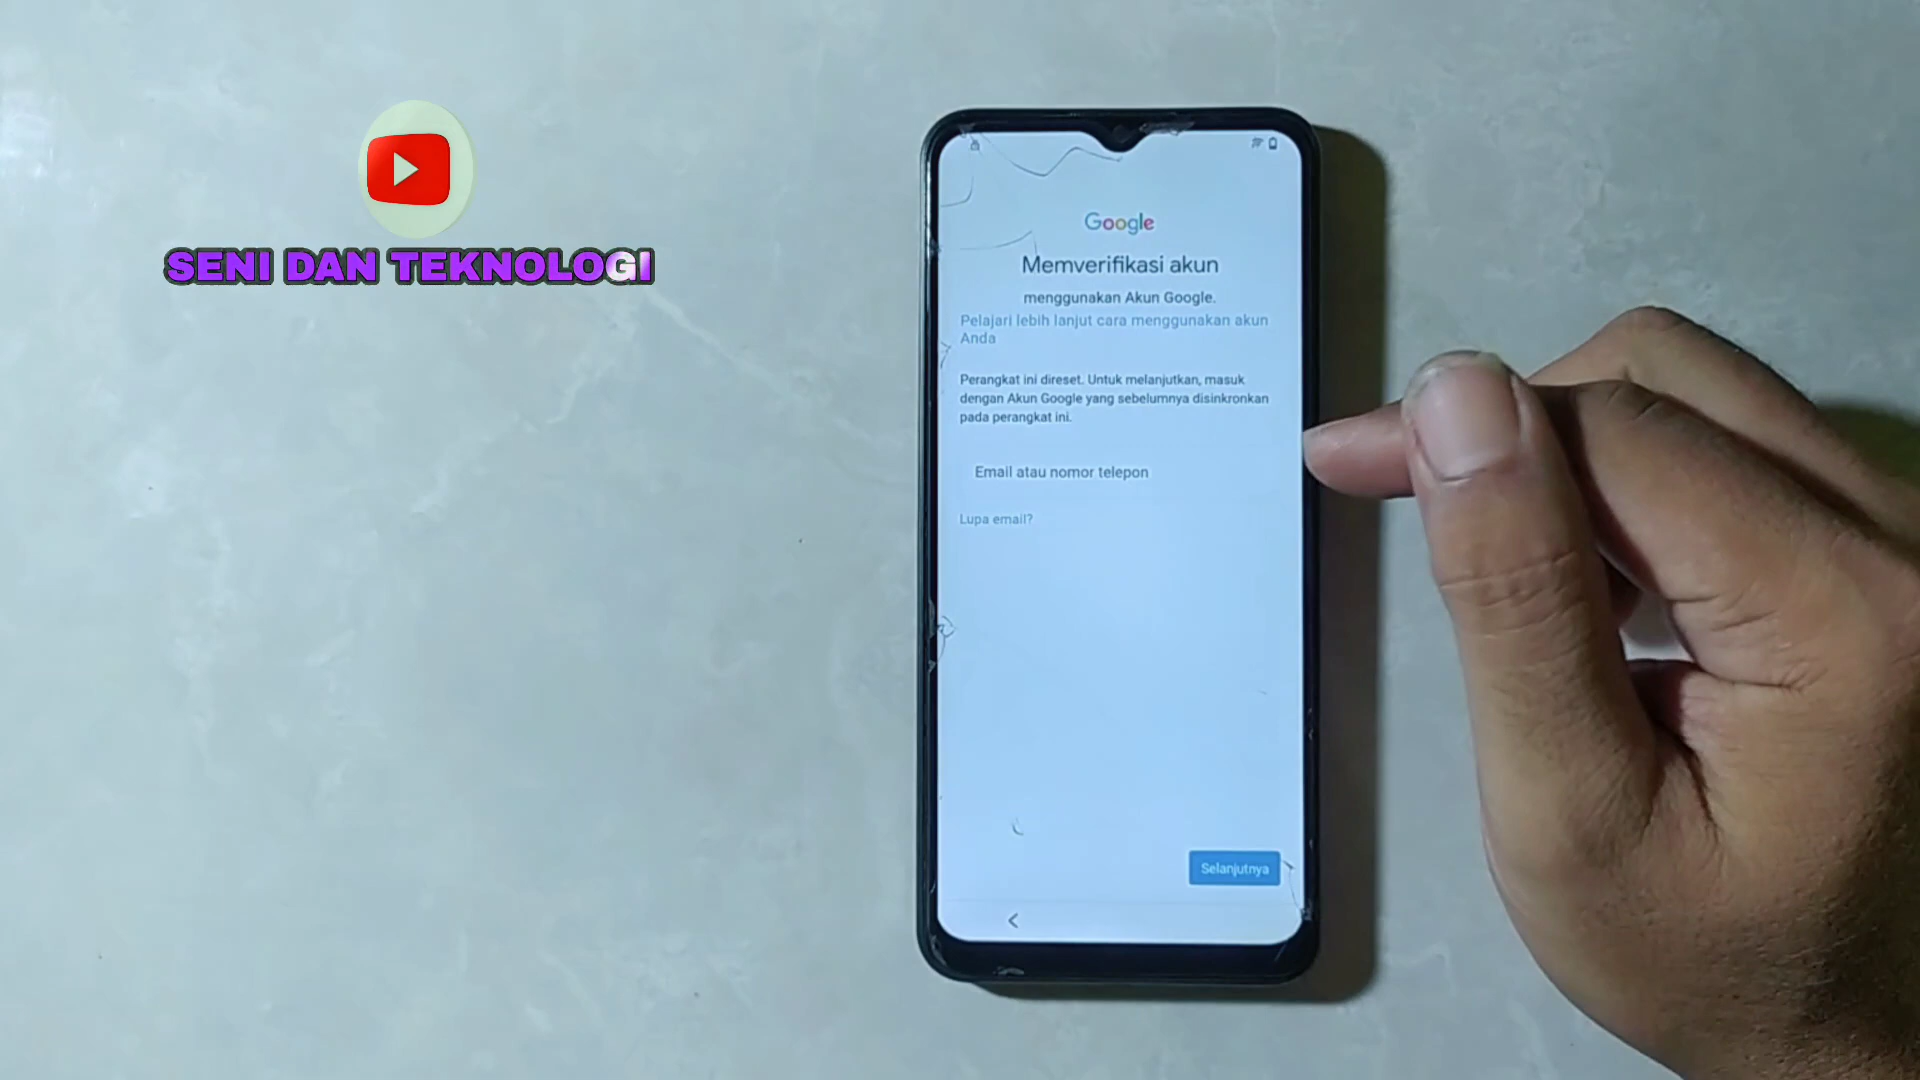 SENI DAN TEKNOLOGI
Google
Memverifikasi akun
menggunakan Akun Google.
Pelajari lebih lanjut cara menggunakan akun
Anda
Perangkat ini direset. Untuk melanjutkan, masuk
dengan Akun Google yang sebelumnya disinkronkan
pada perangkat ini.
Email atau nomor telepon
Lupa email?
Selanjutnya